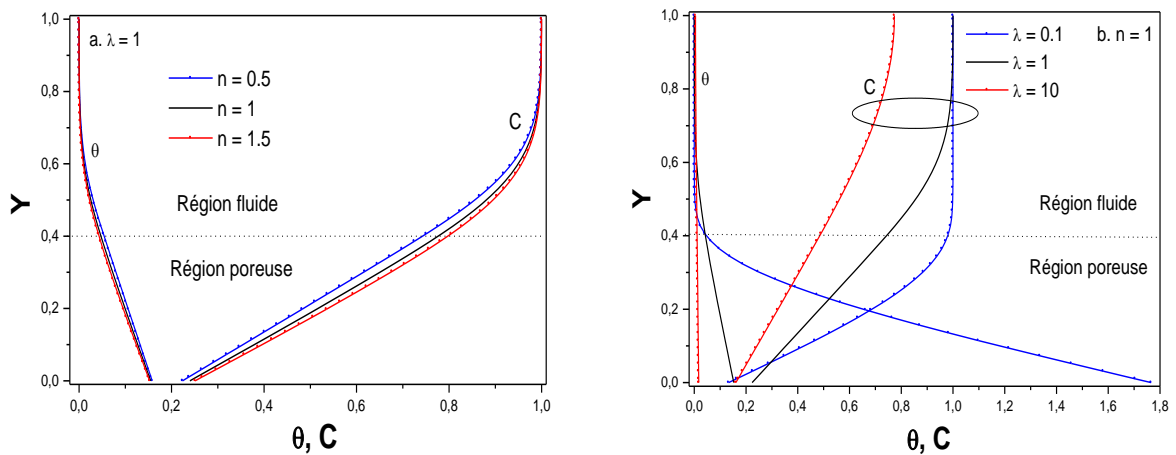 a. λ = 1
n = 0.5
n = 1
n = 1.5
θ
C
Région fluide
Région poreuse
Y
1,0
0,8
0,6
0,4
0,2
0,0
0,0 0,2 0,4 0,6 0,8 1,0
θ, C
b. n = 1
λ = 0.1
λ = 1
λ = 10
θ
C
Région fluide
Région poreuse
Y
1,0
0,8
0,6
0,4
0,2
0,0
0,0 0,2 0,4 0,6 0,8 1,0 1,2 1,4 1,6 1,8
θ, C